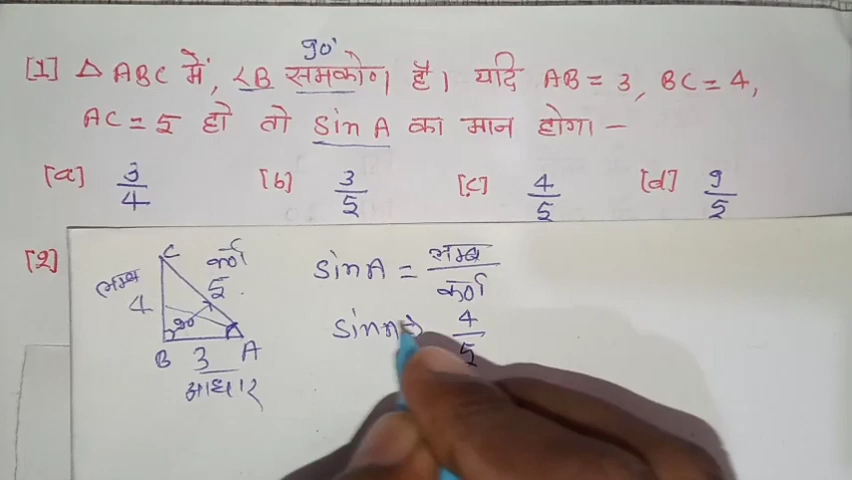 90°
[1] △ ABC में, <B समकोण है। यदि AB = 3, BC = 4,
AC = 5 हो तो sin A का मान होगा −
[a] 3/4 [b] 3/5 [c] 4/5 [d] 9/5
[2]
C कर्ण
लम्ब 5
4
90
B 3 A
आधार
sin A = लम्ब/कर्ण
4/5